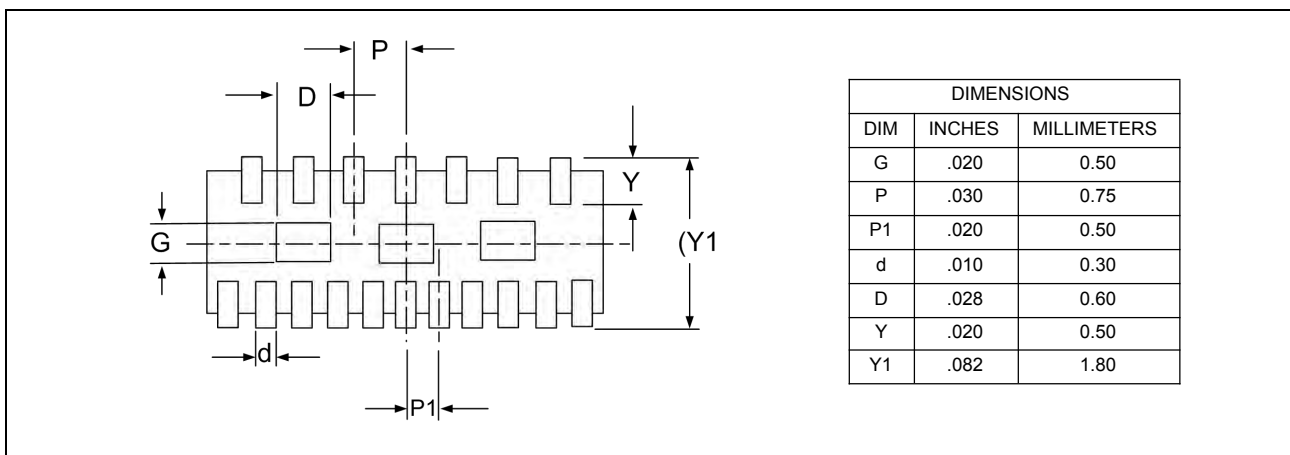 P
D
Y
G
(Y1
d
P1
DIMENSIONS
DIM INCHES MILLIMETERS
G .020 0.50
P .030 0.75
P1 .020 0.50
d .010 0.30
D .028 0.60
Y .020 0.50
Y1 .082 1.80